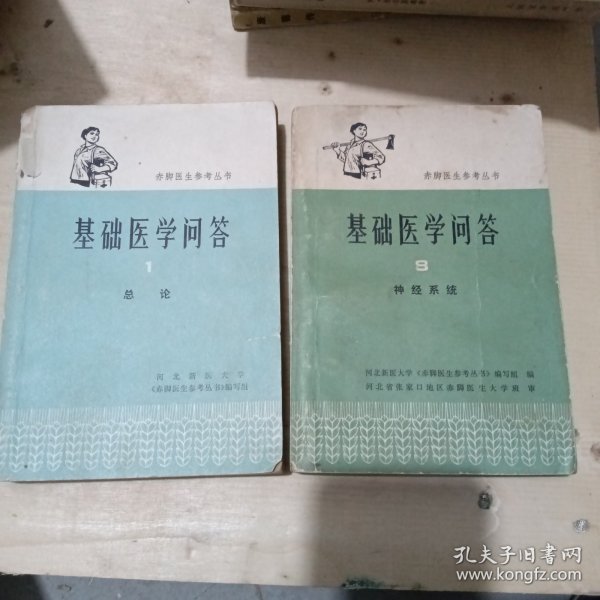 赤脚医生参考丛书
基础医学问答
1
总论
河北新医大学
《赤脚医生参考丛书》编写组
赤脚医生参考丛书
基础医学问答
8
神经系统
河北新医大学《赤脚医生参考丛书》编写组 编
河北省张家口地区赤脚医生大学班 审
孔夫子旧书网
www.kongfz.com